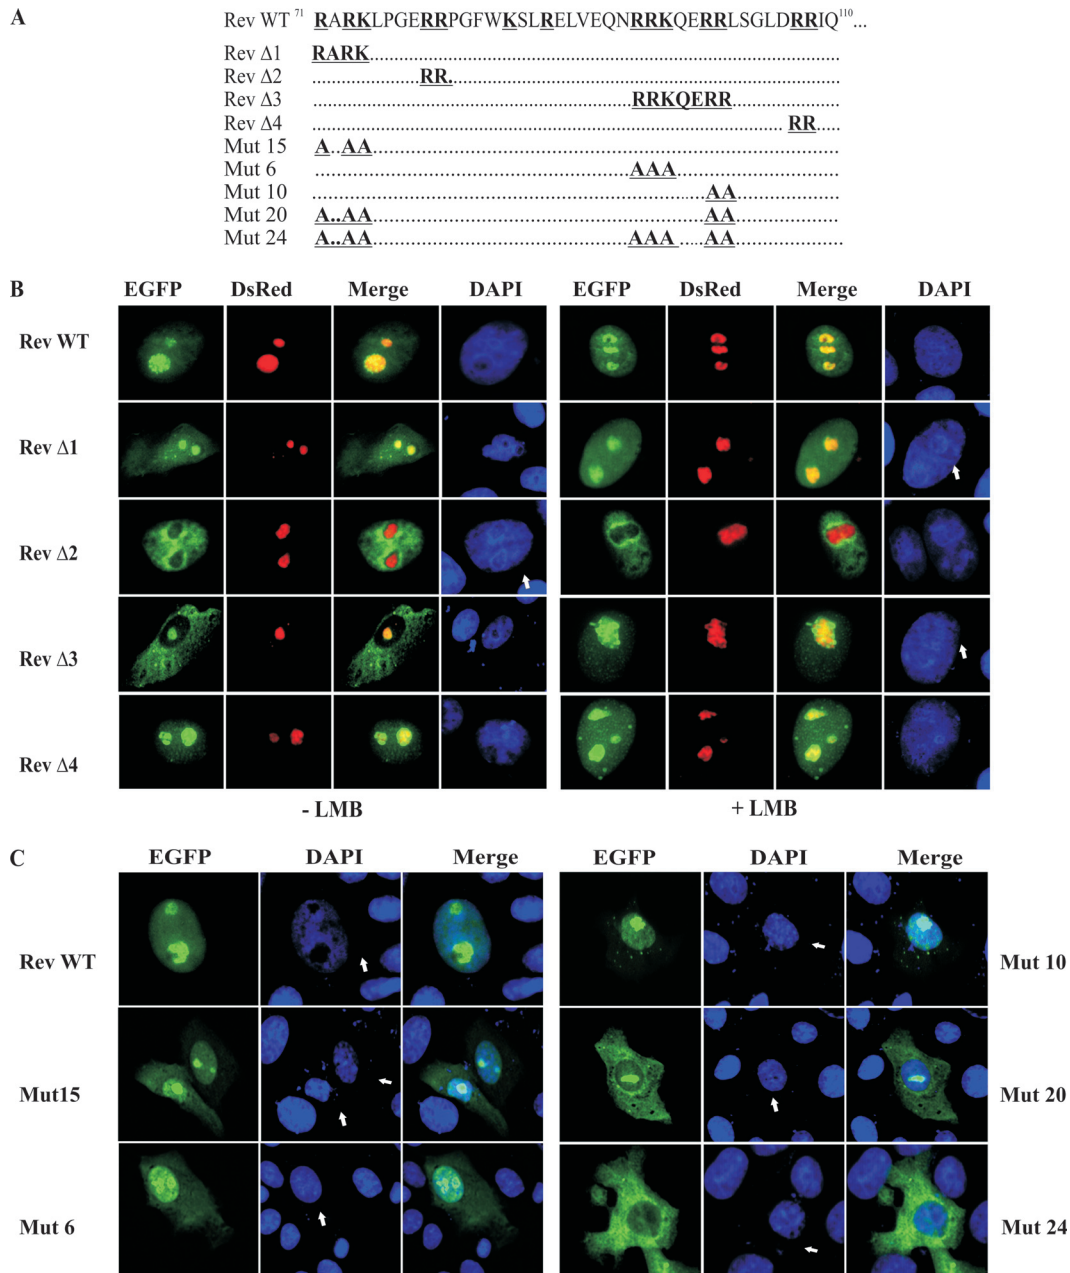 A
Rev WT 71 RARKLPGERRPGFWKSLRELVEQNRRKQERRLSGLDRRIQ110...
Rev Δ1 RARK................................................
Rev Δ2 ................RR......................................
Rev Δ3 ................................RRKQERR................
Rev Δ4 ................................................RR....
Mut 15 A..AA................................................
Mut 6 ................................AAA......................
Mut 10 ........................................AA..............
Mut 20 A..AA................................AA..............
Mut 24 A..AA........................AAA....AA..............
B
EGFP DsRed Merge DAPI EGFP DsRed Merge DAPI
Rev WT
Rev Δ1
Rev Δ2
Rev Δ3
Rev Δ4
- LMB + LMB
C
EGFP DAPI Merge EGFP DAPI Merge
Rev WT Mut 10
Mut15 Mut 20
Mut 6 Mut 24